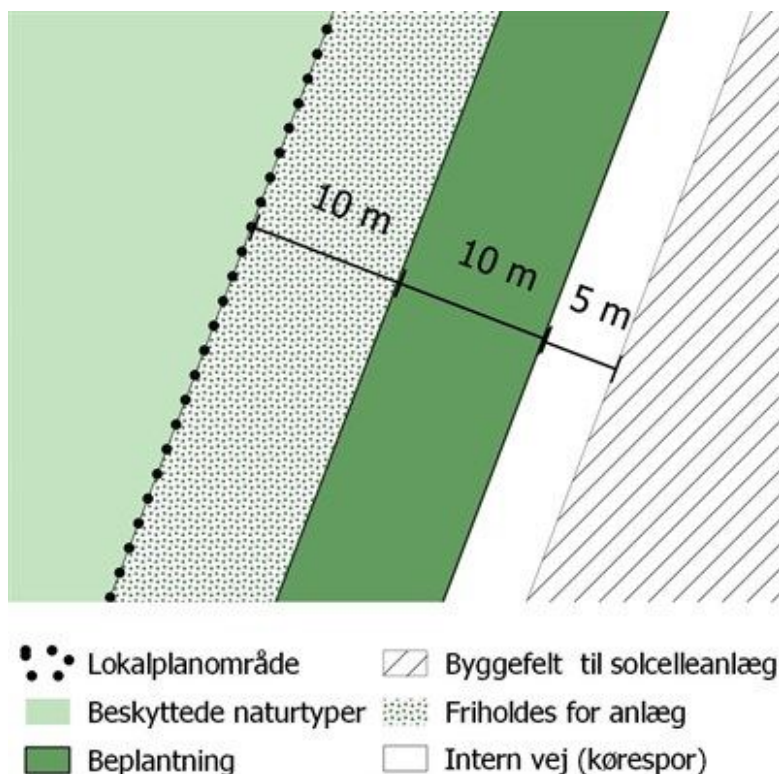 10 m
10 m
5 m
Lokalplanområde
Byggefelt til solcelleanlæg
Beskyttede naturtyper
Friholdes for anlæg
Beplantning
Intern vej (kørespor)